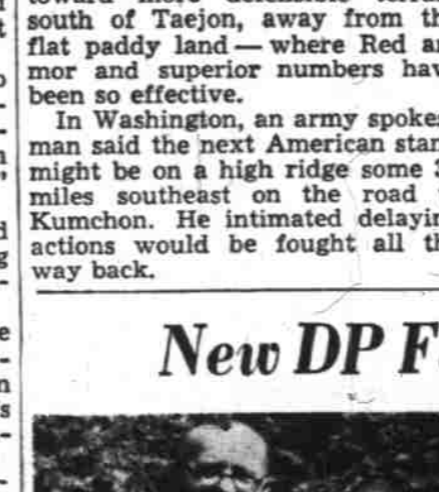 south of Taejon, away from th
flat paddy land — where Red ar
mor and superior numbers hav
been so effective.
In Washington, an army spokes
man said the next American stan
might be on a high ridge some
miles southeast on the road
Kumchon. He intimated delayin
actions would be fought all th
way back.
New DP F